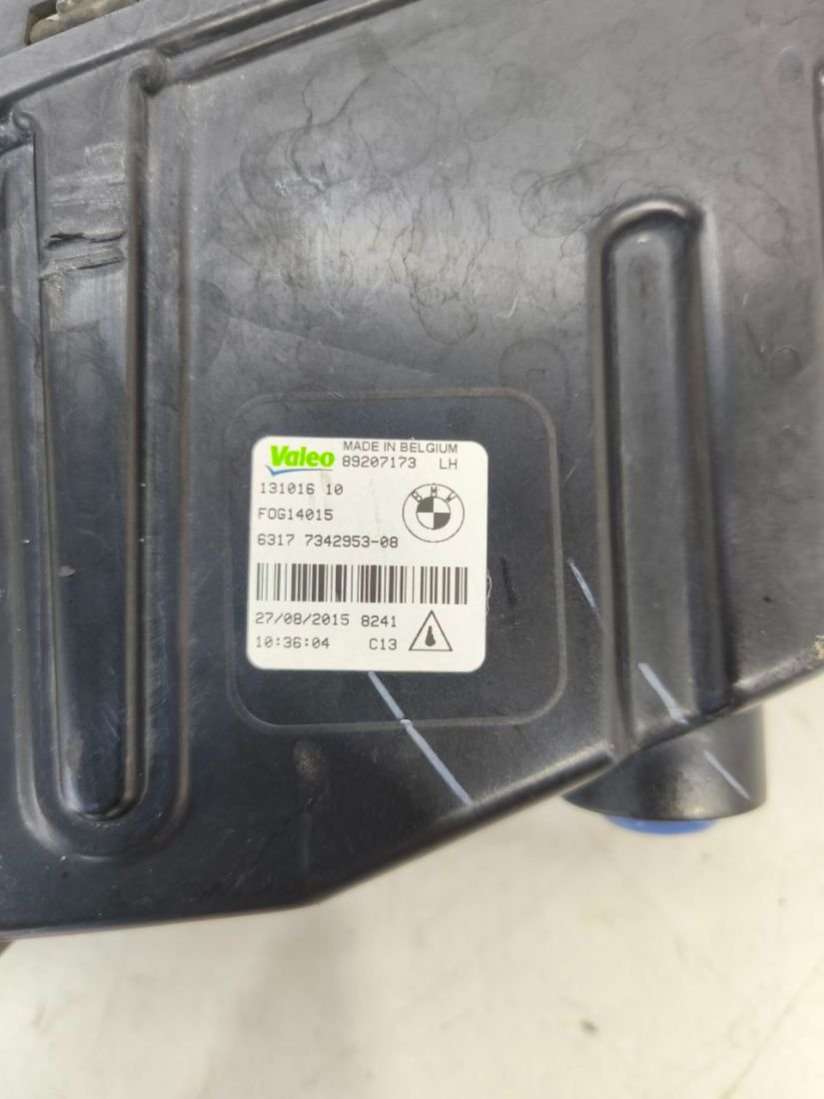 Valeo MADE IN BELGIUM
89207173 LH
131016 10
FOG14015
BMW
6317 7342953-08
27/08/2015 8241
10:36:04 C13